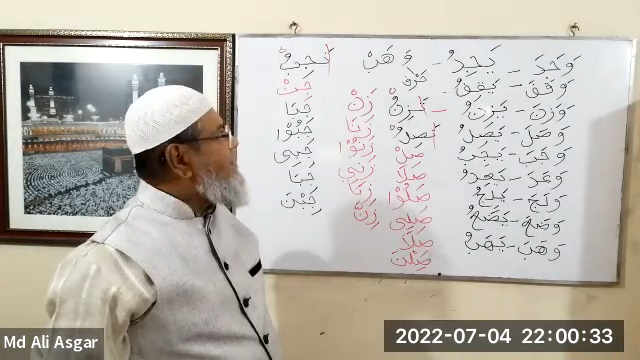 وَجَدَ - يَجِدُ - وَهَبْ تَجِبُ
وَفِقَ - يَفِقُ
وَزَنَ - يَزِنُ - تَزِنُ زِنْ
وَصَلَ - يَصِلُ تَصِلُ
وَجَبَ - يَجِبُ صِلْ
وَعَدَ - يَعِدُ صِلَا
وَلَجَ - يَلِجُ صِلُوْا
وَضَعَ - يَضَعُ صِلِي
وَهَبَ - يَهَبُ صِلَا
صِلْنَ
زِنْ
زِنَا
زِنُوْا
زِنِي
زِنَا
زِنَّ
جِبْ
جِبَا
جِبُوْا
جِبِي
جِبَا
جِبْنَ
Md Ali Asgar
2022-07-04 22:00:33